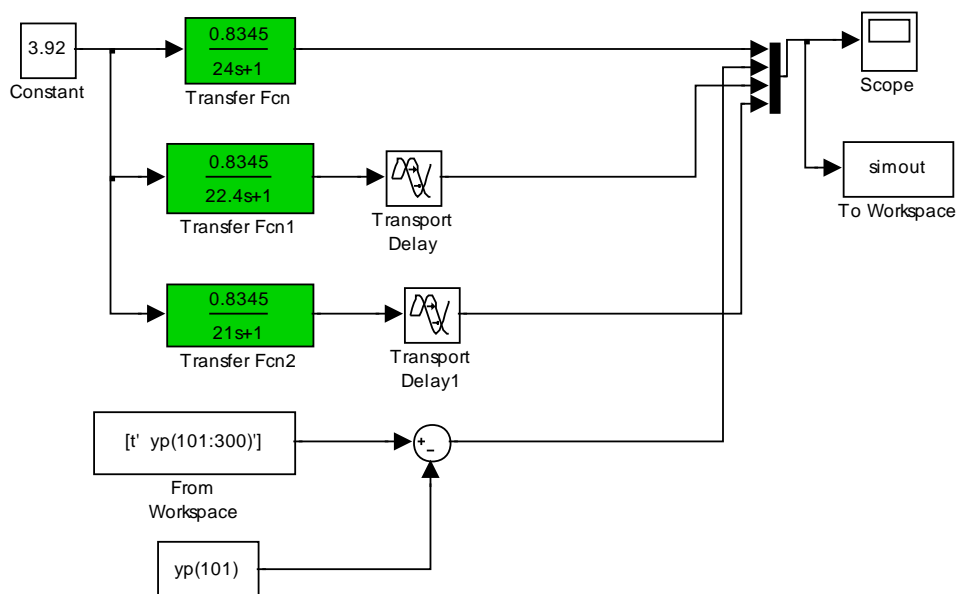 3.92
Constant
0.8345
24s+1
Transfer Fcn
Scope
0.8345
22.4s+1
Transfer Fcn1
Transport
Delay
simout
To Workspace
0.8345
21s+1
Transfer Fcn2
Transport
Delay1
[t' yp(101:300)']
From
Workspace
yp(101)